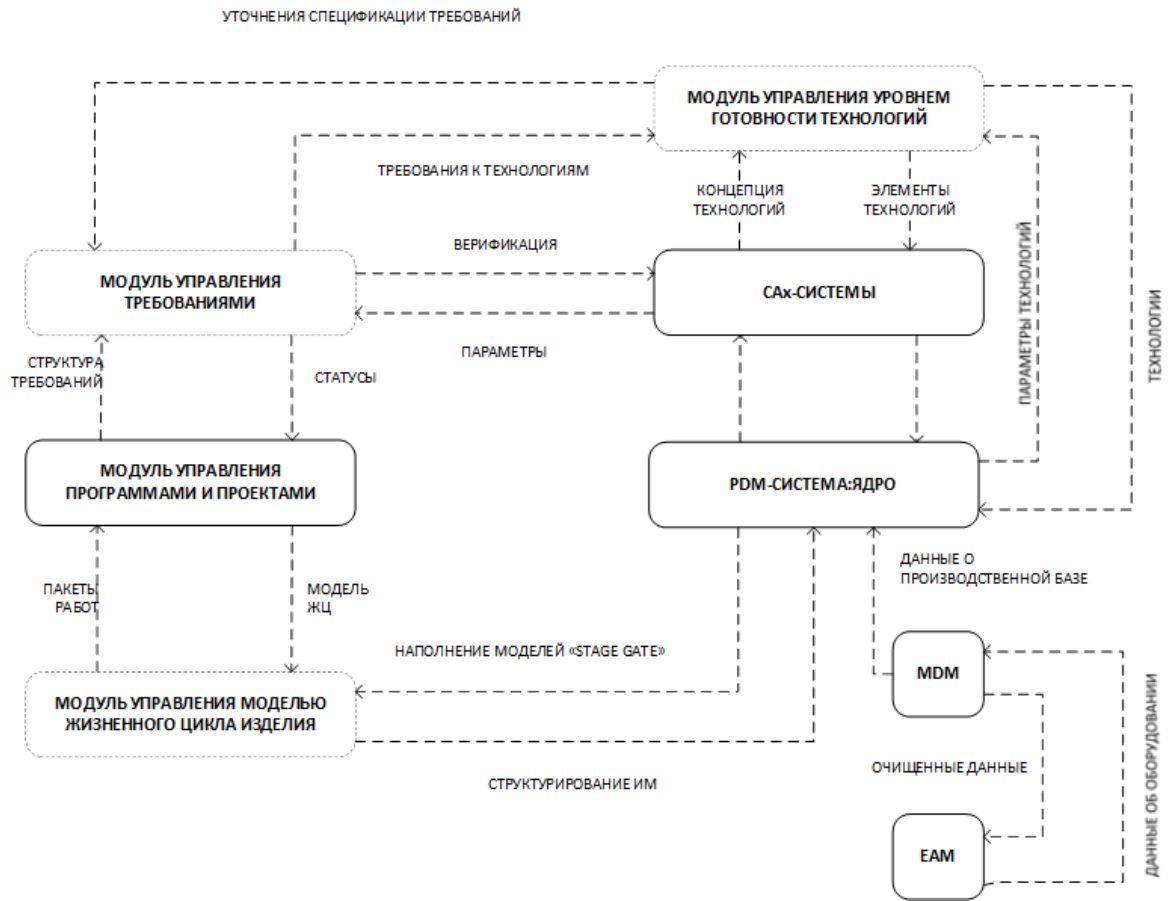 УТОЧНЕНИЯ СПЕЦИФИКАЦИИ ТРЕБОВАНИЙ
МОДУЛЬ УПРАВЛЕНИЯ УРОВНЕМ
ГОТОВНОСТИ ТЕХНОЛОГИЙ
ТРЕБОВАНИЯ К ТЕХНОЛОГИЯМ
КОНЦЕПЦИЯ
ТЕХНОЛОГИЙ
ЭЛЕМЕНТЫ
ТЕХНОЛОГИЙ
ВЕРИФИКАЦИЯ
МОДУЛЬ УПРАВЛЕНИЯ
ТРЕБОВАНИЯМИ
CAx-СИСТЕМЫ
ПАРАМЕТРЫ ТЕХНОЛОГИЙ
ТЕХНОЛОГИИ
ПАРАМЕТРЫ
СТРУКТУРА
ТРЕБОВАНИЙ
СТАТУСЫ
МОДУЛЬ УПРАВЛЕНИЯ
ПРОГРАММАМИ И ПРОЕКТАМИ
PDM-СИСТЕМА:ЯДРО
ПАКЕТЫ
РАБОТ
МОДЕЛЬ
ЖЦ
ДАННЫЕ О
ПРОИЗВОДСТВЕННОЙ БАЗЕ
НАПОЛНЕНИЕ МОДЕЛЕЙ «STAGE GATE»
МОДУЛЬ УПРАВЛЕНИЯ МОДЕЛЬЮ
ЖИЗНЕННОГО ЦИКЛА ИЗДЕЛИЯ
MDM
СТРУКТУРИРОВАНИЕ ИМ
ОЧИЩЕННЫЕ ДАННЫЕ
ДАННЫЕ ОБ ОБОРУДОВАНИИ
EAM